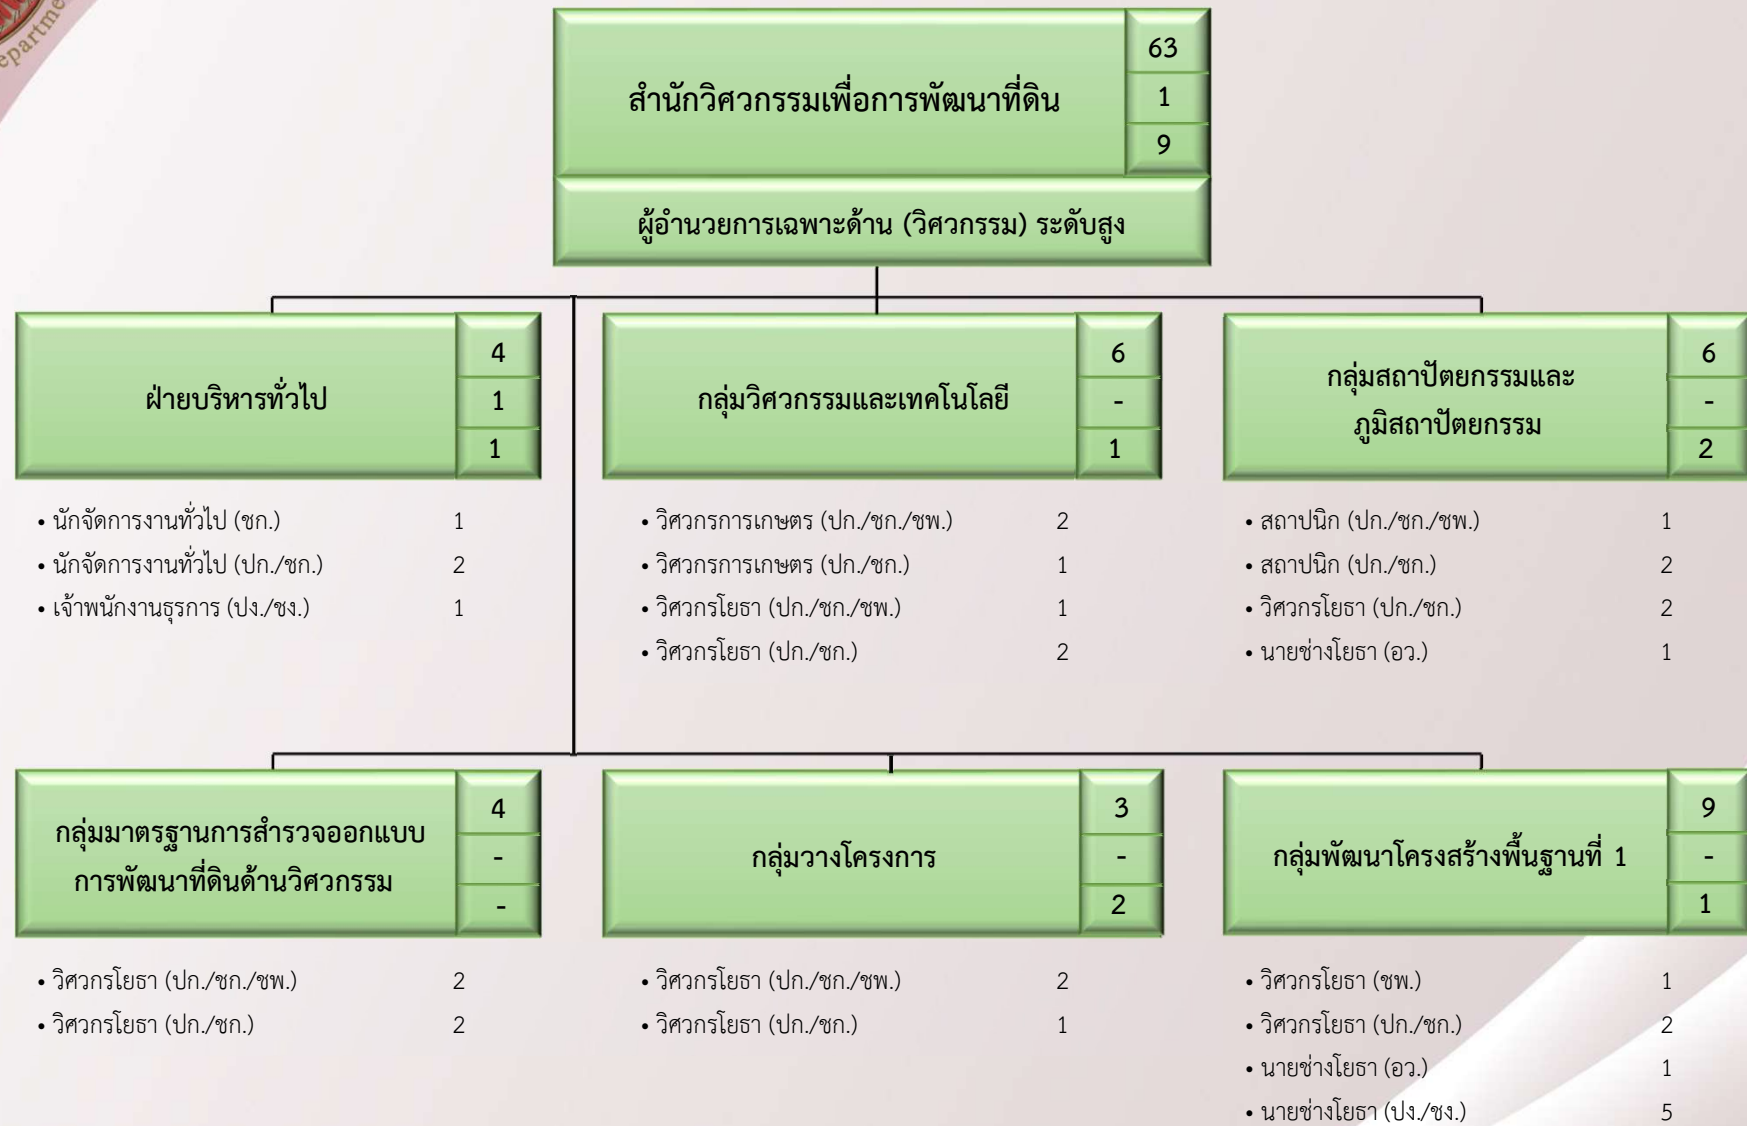 epartme
สำนักวิศวกรรมเพื่อการพัฒนาที่ดิน
63
1
9
ผู้อำนวยการเฉพาะด้าน (วิศวกรรม) ระดับสูง
ฝ่ายบริหารทั่วไป
4
1
1
• นักจัดการงานทั่วไป (ชก.) 1
• นักจัดการงานทั่วไป (ปก./ชก.) 2
• เจ้าพนักงานธุรการ (ปง./ชง.) 1
กลุ่มวิศวกรรมและเทคโนโลยี
6
-
1
• วิศวกรการเกษตร (ปก./ชก./ชพ.) 2
• วิศวกรการเกษตร (ปก./ชก.) 1
• วิศวกรโยธา (ปก./ชก./ชพ.) 1
• วิศวกรโยธา (ปก./ชก.) 2
กลุ่มสถาปัตยกรรมและ
ภูมิสถาปัตยกรรม
6
-
2
• สถาปนิก (ปก./ชก./ชพ.) 1
• สถาปนิก (ปก./ชก.) 2
• วิศวกรโยธา (ปก./ชก.) 2
• นายช่างโยธา (อว.) 1
กลุ่มมาตรฐานการสำรวจออกแบบ
การพัฒนาที่ดินด้านวิศวกรรม
4
-
-
• วิศวกรโยธา (ปก./ชก./ชพ.) 2
• วิศวกรโยธา (ปก./ชก.) 2
กลุ่มวางโครงการ
3
-
2
• วิศวกรโยธา (ปก./ชก./ชพ.) 2
• วิศวกรโยธา (ปก./ชก.) 1
กลุ่มพัฒนาโครงสร้างพื้นฐานที่ 1
9
-
1
• วิศวกรโยธา (ชพ.) 1
• วิศวกรโยธา (ปก./ชก.) 2
• นายช่างโยธา (อว.) 1
• นายช่างโยธา (ปง./ชง.) 5